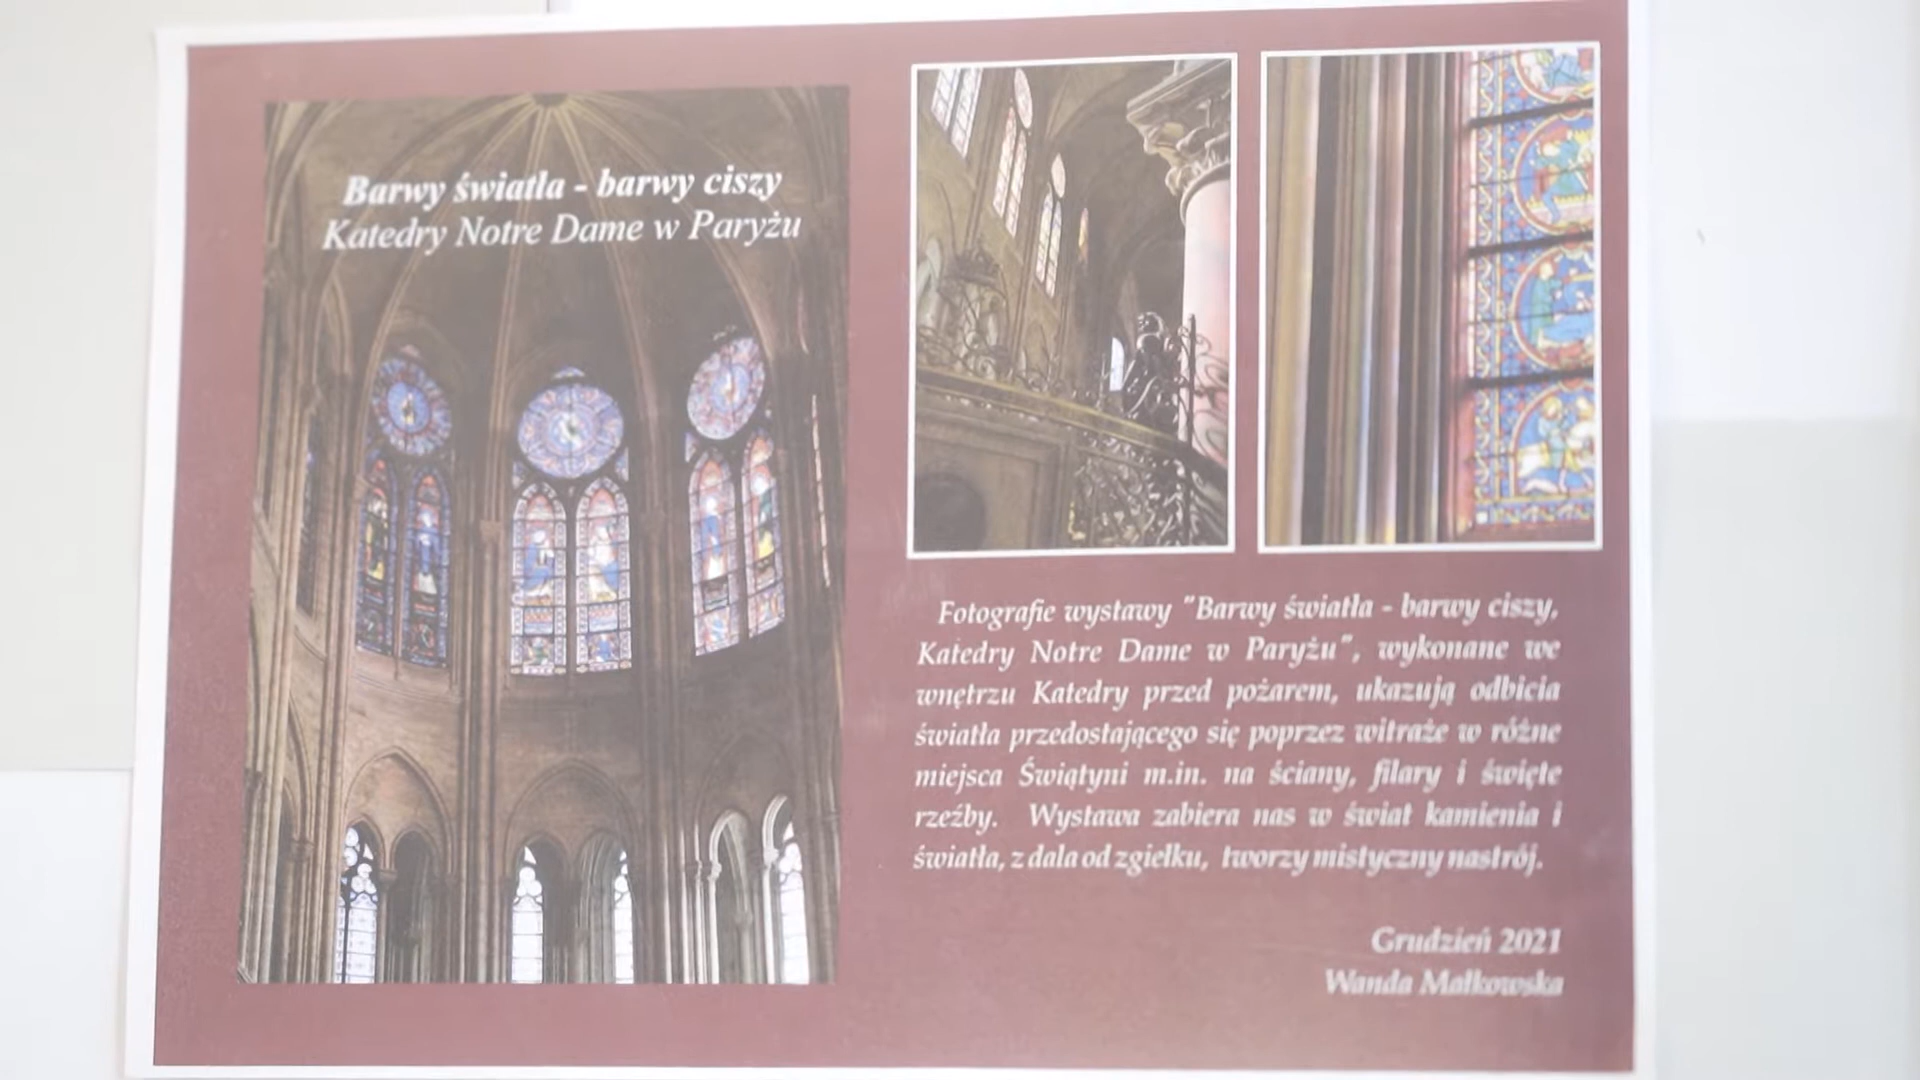 Barwy światła - barwy ciszy
Katedry Notre Dame w Paryżu
Fotografie wystawy "Barwy światła - barwy ciszy,
Katedry Notre Dame w Paryżu", wykonane we
wnętrzu Katedry przed pożarem, ukazują odbicia
światła przedostającego się poprzez witraże w różne
miejsca Świątyni m.in. na ściany, filary i święte
rzeźby. Wystawa zabiera nas w świat kamienia i
światła, z dala od zgiełku, tworzy mistyczny nastrój.
Grudzień 2021
Wanda Małkowska